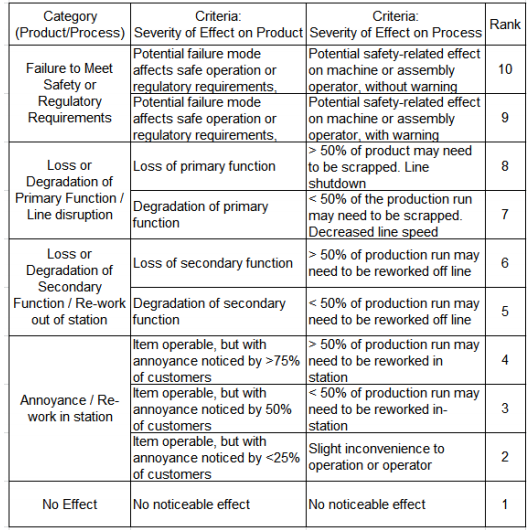 Category
(Product/Process)
Criteria:
Severity of Effect on Product
Criteria:
Severity of Effect on Process
Rank
Failure to Meet
Safety or
Regulatory
Requirements
Potential failure mode
affects safe operation or
regulatory requirements,
Potential safety-related effect
on machine or assembly
operator, without warning
10
Potential failure mode
affects safe operation or
regulatory requirements,
Potential safety-related effect
on machine or assembly
operator, with warning
9
Loss or
Degradation of
Primary Function /
Line disruption
Loss of primary function
> 50% of product may need
to be scrapped. Line
shutdown
8
Degradation of primary
function
< 50% of the production run
may need to be scrapped.
Decreased line speed
7
Loss or
Degradation of
Secondary
Function / Re-work
out of station
Loss of secondary function
> 50% of production run may
need to be reworked off line
6
Degradation of secondary
function
< 50% of production run may
need to be reworked off line
5
Annoyance / Re-
work in station
Item operable, but with
annoyance noticed by >75%
of customers
> 50% of production run may
need to be reworked in
station
4
Item operable, but with
annoyance noticed by 50%
of customers
< 50% of production run may
need to be reworked in-
station
3
Item operable, but with
annoyance noticed by <25%
of customers
Slight inconvenience to
operation or operator
2
No Effect
No noticeable effect
No noticeable effect
1